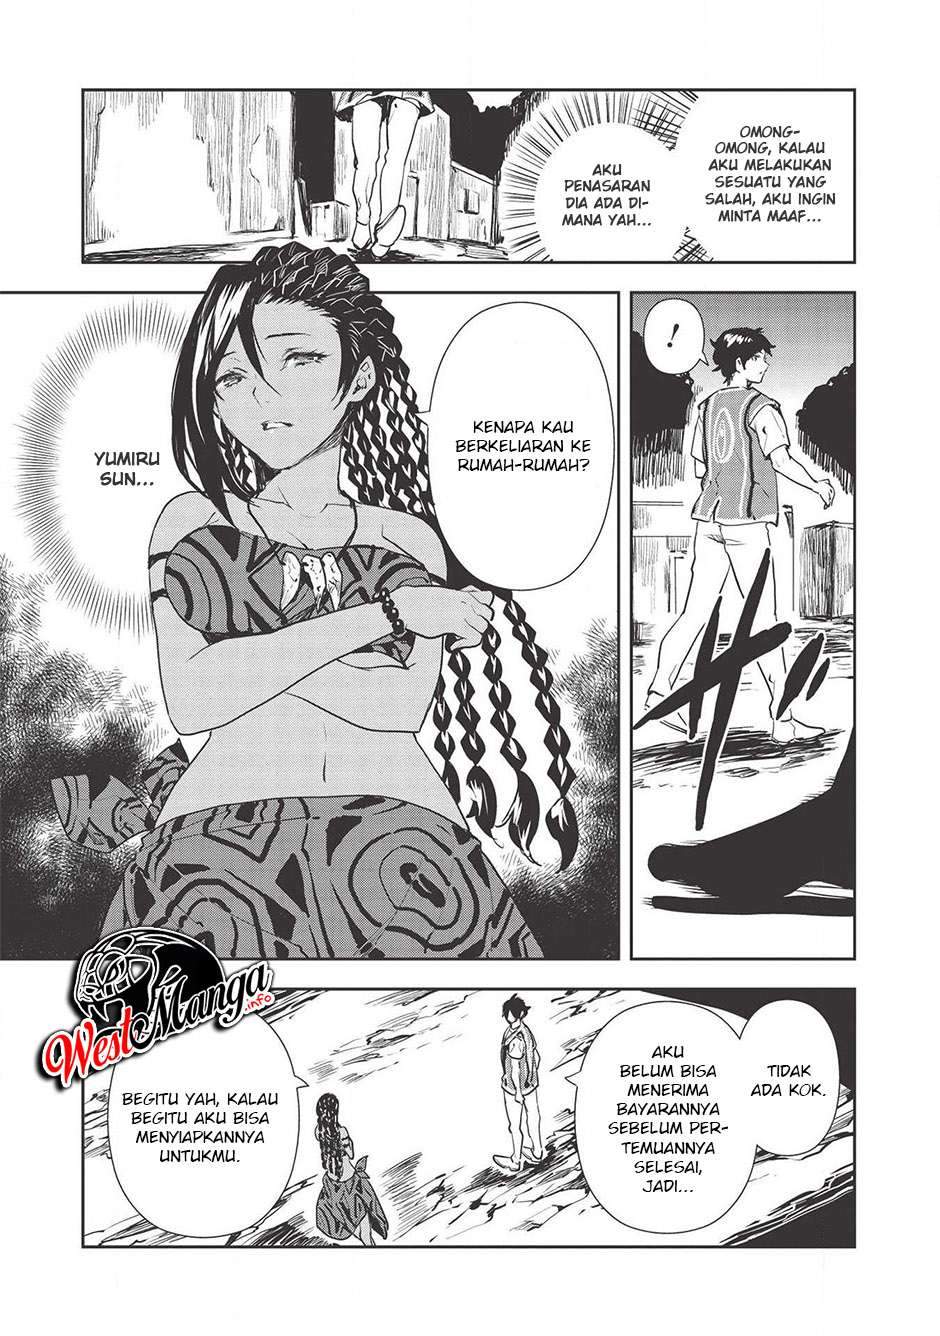 OMONG-
OMONG, KALAU
AKU MELAKUKAN
SESUATU YANG
SALAH, AKU INGIN
MINTA MAAF...
AKU
PENASARAN
DIA ADA DI-
MANA YAH...
!
ザッ
KENAPA KAU
BERKELIARAN KE
RUMAH-RUMAH?
YUMIRU
SUN...
TIDAK
ADA KOK.
AKU
BELUM BISA
MENERIMA
BAYARANNYA
SEBELUM PER-
TEMUANNYA
SELESAI,
JADI...
BEGITU YAH, KALAU
BEGITU AKU BISA
MENYIAPKANNYA
UNTUKMU.
WestManga
.info